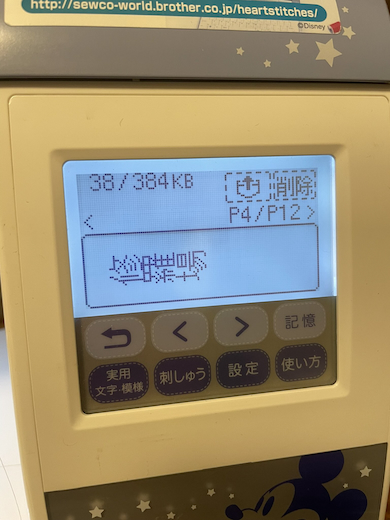 http://sewco-world.brother.co.jp/heartstitches/
©Disney
38/384KB
削除
< P4/P12 >
< > 記憶
実用
文字·模様
刺しゅう
設定
使い方